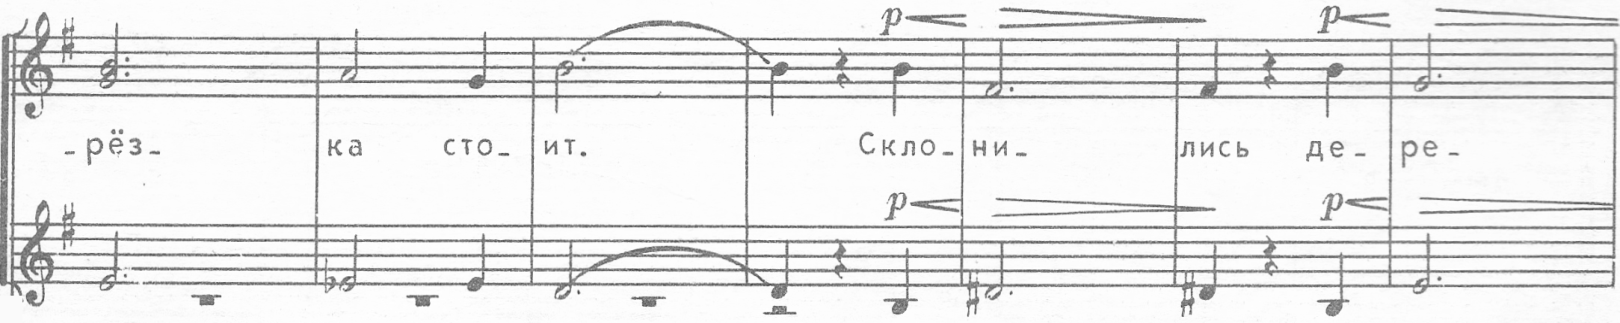 p p
-рёз- ка сто- ит. Скло- ни- лись де- ре-
p p